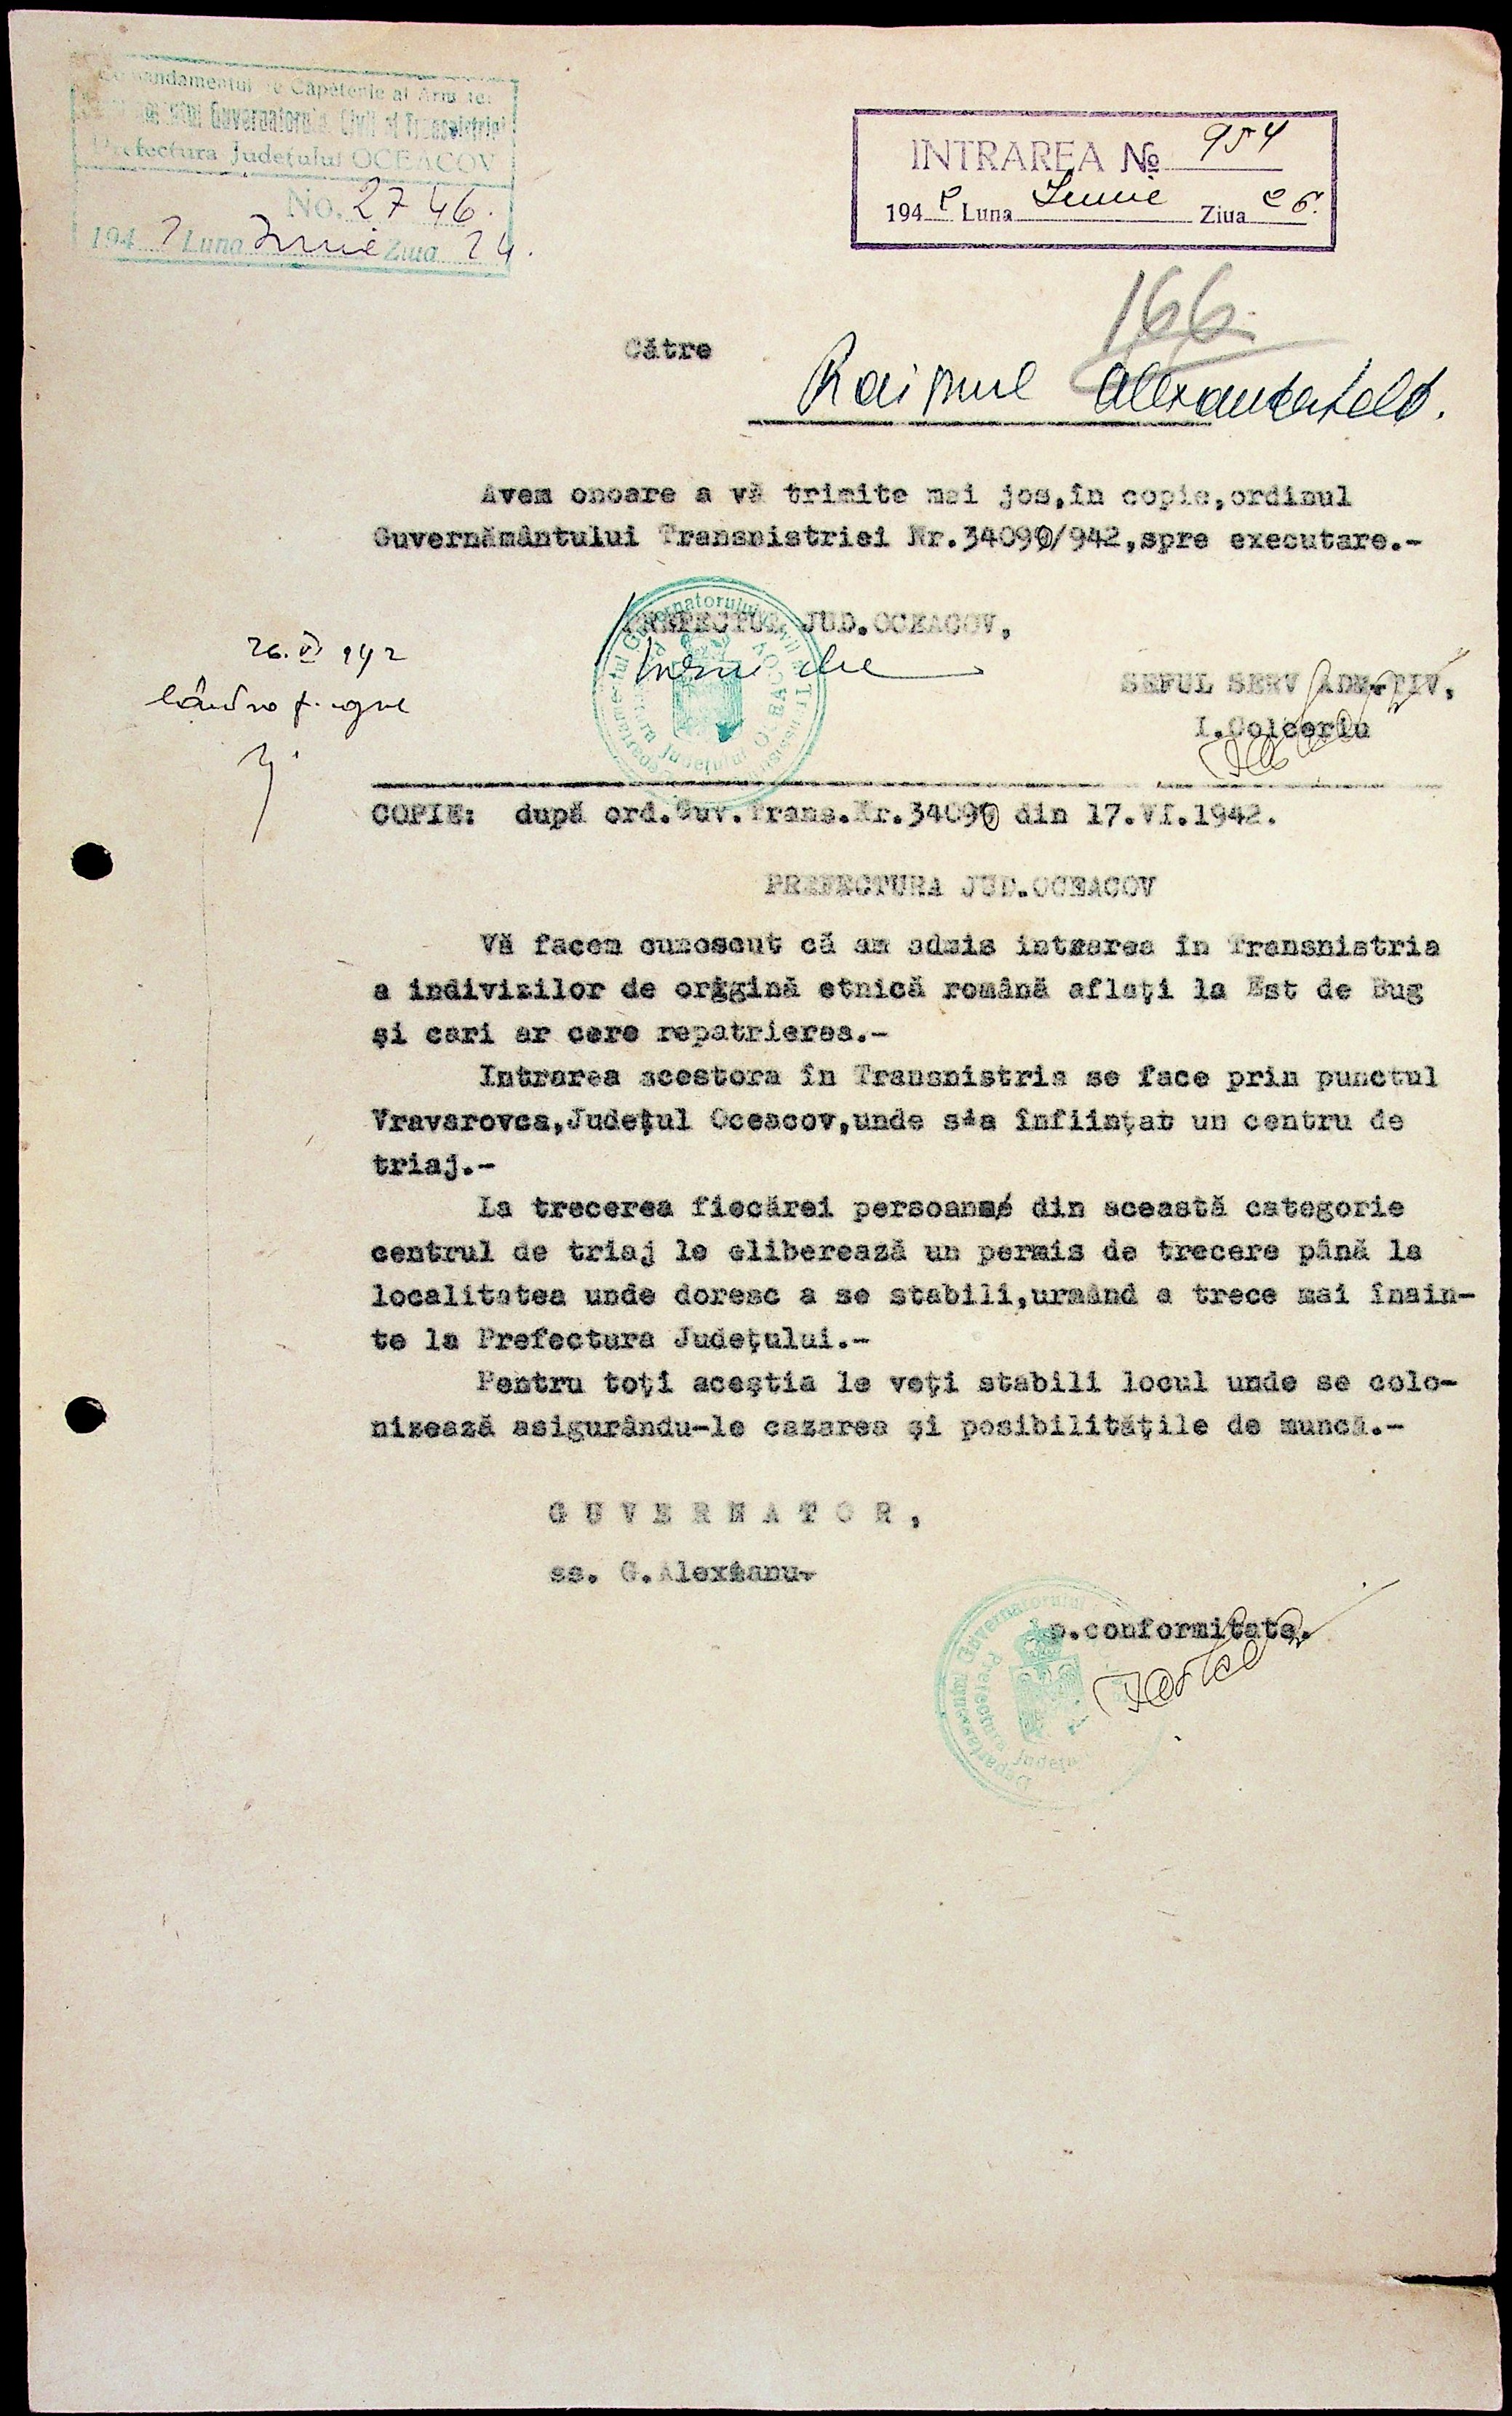 Comandamentul de Căpetenie al Armatei
Guvernatorului Civil al Transnistriei
Prefectura Județului OCEACOV
No. 2746.
1942 Luna Iunie Ziua 24.
INTRAREA № 954
1942 Luna Iunie Ziua 26.
166.
Către
Raionul Alexanderfeld.
Avem onoare a vă trimite mai jos,în copie,ordinul
Guvernământului Transnistriei Nr.34090/942,spre executare.-
PREFECTUL JUD.OCEACOV,
26.VI 942
SEFUL SERV ADM-TIV,
I.Colceriu
COPIE: după ord.Guv.Trans.Nr.34090 din 17.VI.1942.
PREFECTURA JUD.OCEACOV
Vă facem cunoscut că am admis intrarea în Transnistria
a indivizilor de origină etnică română aflați la Est de Bug
și cari ar cere repatrierea.-
Intrarea acestora în Transnistria se face prin punctul
Vravarovca,Județul Oceacov,unde s-a înființat un centru de
triaj.-
La trecerea fiecărei persoane din această categorie
centrul de triaj le eliberează un permis de trecere până la
localitatea unde doresc a se stabili,urmând a trece mai înain-
te la Prefectura Județului.-
Pentru toți aceștia le veți stabili locul unde se colo-
nizează asigurându-le cazarea și posibilitățile de muncă.-
G U V E R N A T O R ,
ss. G.Alexianu-
p.conformitate.